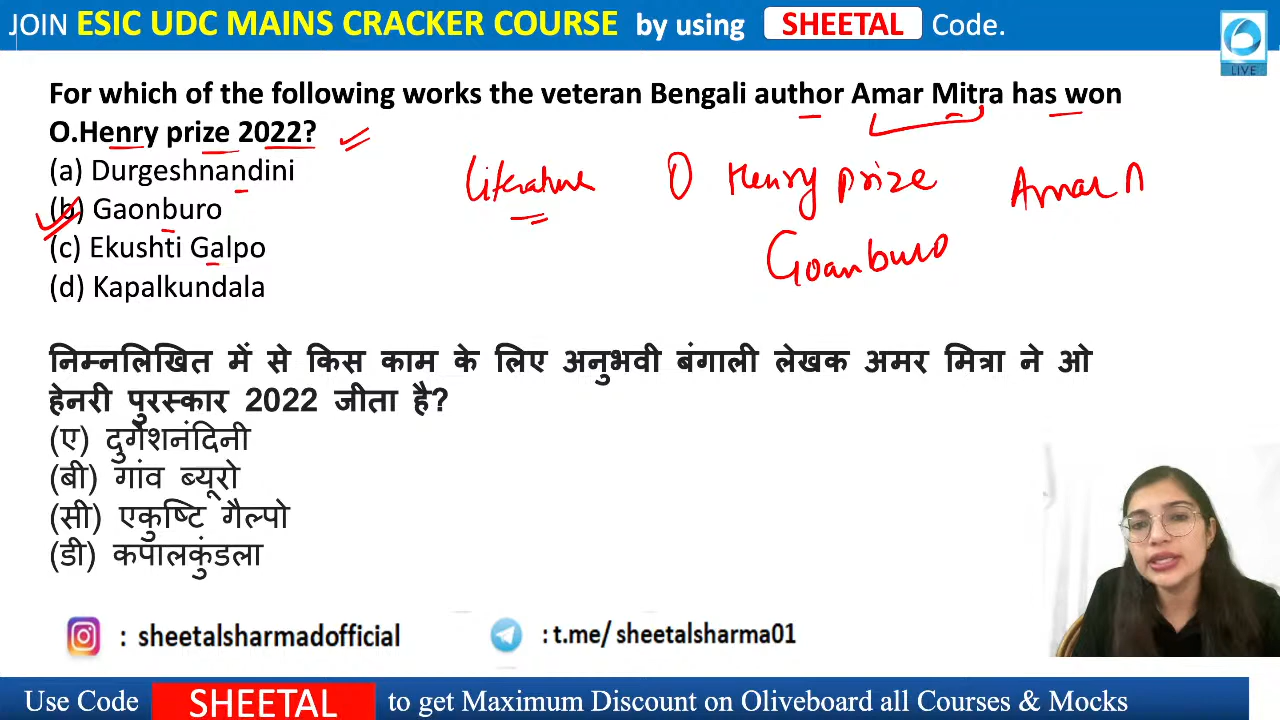 JOIN ESIC UDC MAINS CRACKER COURSE by using SHEETAL Code.
LIVE
For which of the following works the veteran Bengali author Amar Mitra has won
O.Henry prize 2022?
(a) Durgeshnandini
(b) Gaonburo
(c) Ekushti Galpo
(d) Kapalkundala
Literature O Henry prize Amar
Goanburo
निम्नलिखित में से किस काम के लिए अनुभवी बंगाली लेखक अमर मित्रा ने ओ
हेनरी पुरस्कार 2022 जीता है?
(ए) दुर्गेशनंदिनी
(बी) गांव ब्यूरो
(सी) एकुष्टि गैल्पो
(डी) कपालकुंडला
: sheetalsharmadofficial : t.me/ sheetalsharma01
Use Code SHEETAL to get Maximum Discount on Oliveboard all Courses & Mocks